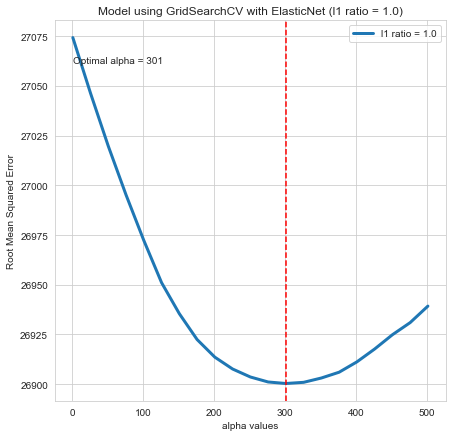 Model using GridSearchCV with ElasticNet (l1 ratio = 1.0)
l1 ratio = 1.0
Optimal alpha = 301
Root Mean Squared Error
27075
27050
27025
27000
26975
26950
26925
26900
0 100 200 300 400 500
alpha values